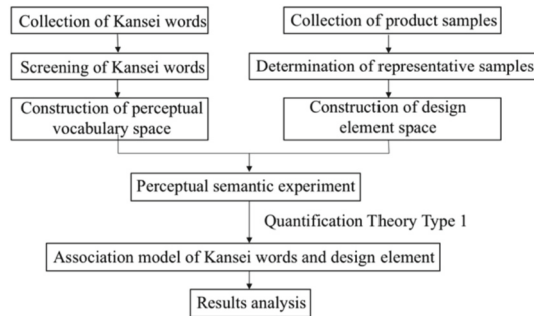 Collection of Kansei words
Collection of product samples
Screening of Kansei words
Determination of representative samples
Construction of perceptual
vocabulary space
Construction of design
element space
Perceptual semantic experiment
Quantification Theory Type 1
Association model of Kansei words and design element
Results analysis